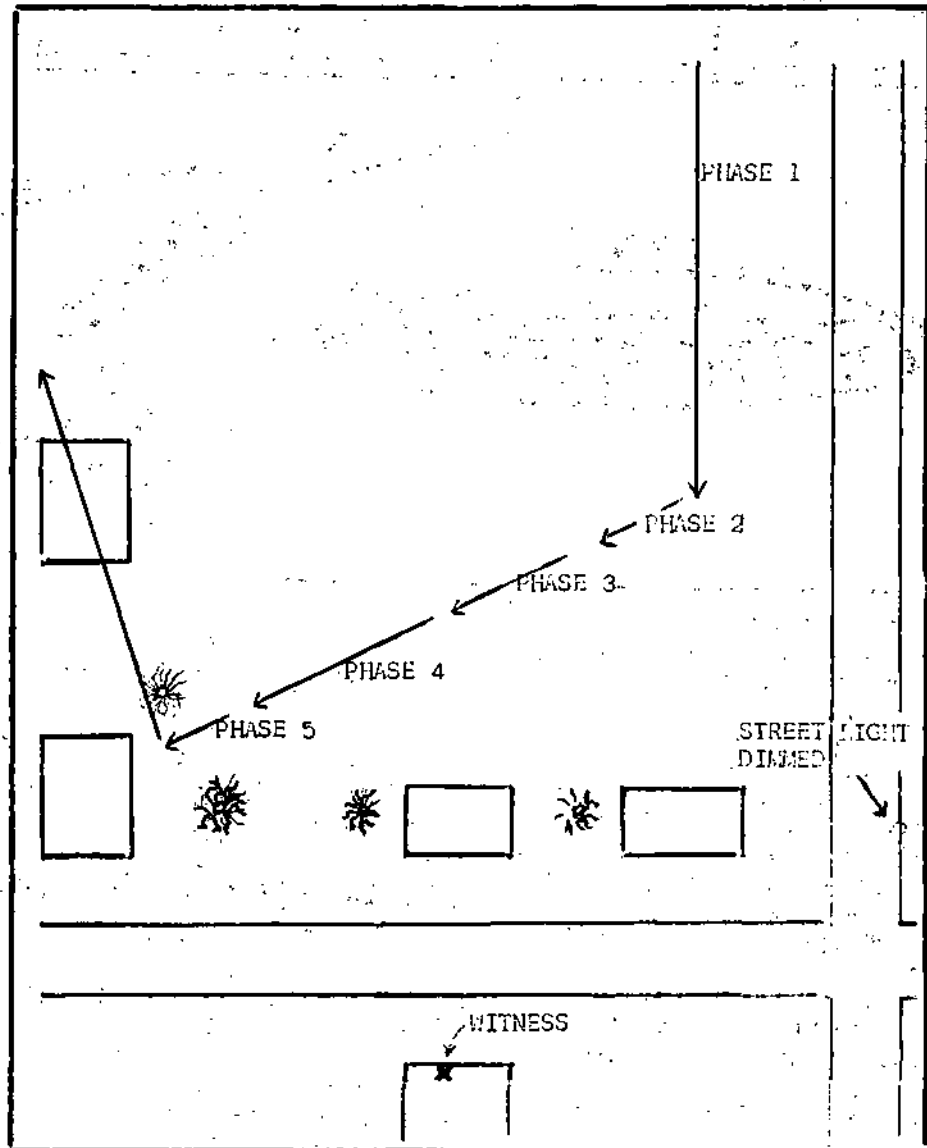 PHASE 1
PHASE 2
PHASE 3
PHASE 4
PHASE 5
STREET LIGHT
DIMMED
WITNESS